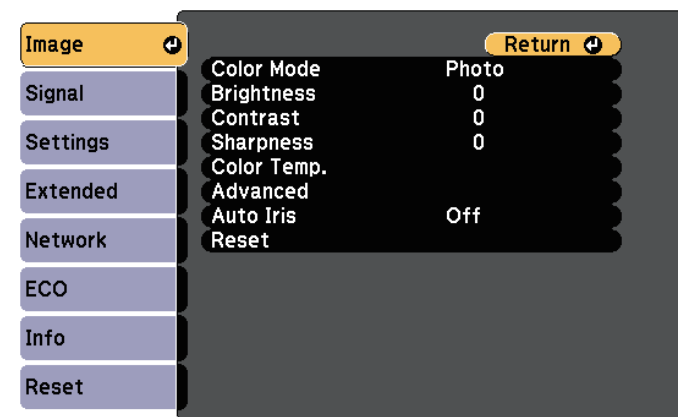 Image
Signal
Settings
Extended
Network
ECO
Info
Reset
Return
Color Mode Photo
Brightness 0
Contrast 0
Sharpness 0
Color Temp.
Advanced
Auto Iris Off
Reset